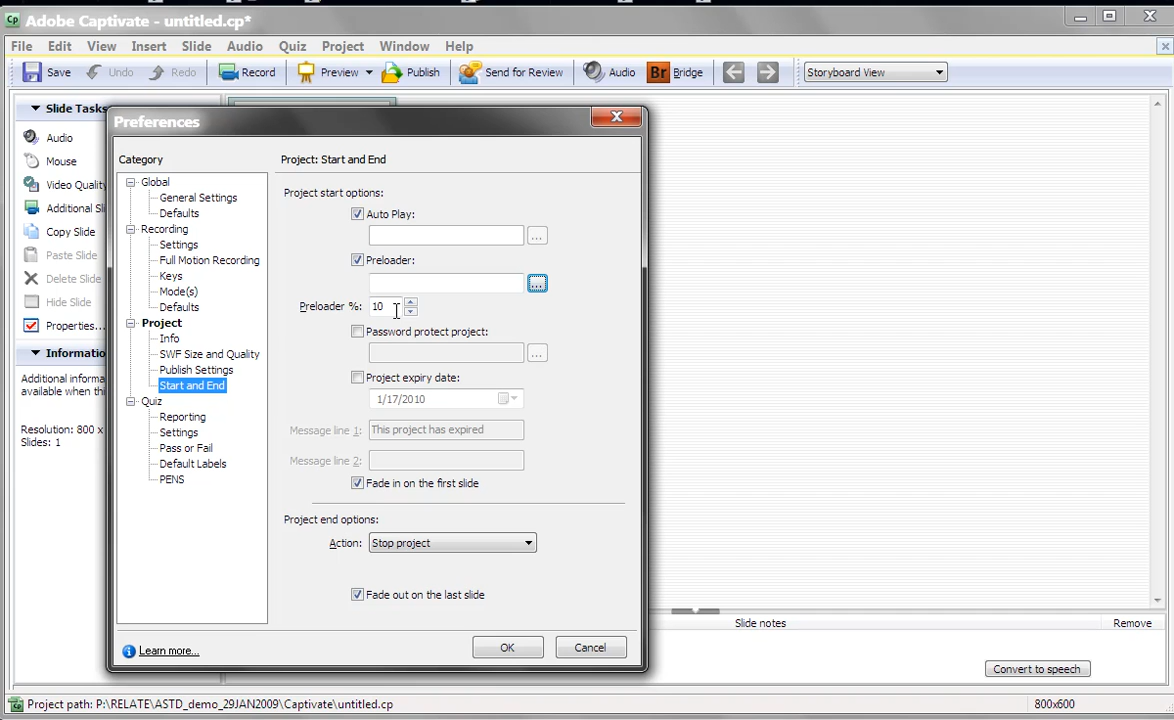 Cp Adobe Captivate - untitled.cp*
File Edit View Insert Slide Audio Quiz Project Window Help
Save Undo Redo Record Preview Publish Send for Review Audio Br Bridge Storyboard View
Slide Tasks
Audio
Mouse
Video Quality
Additional Sli
Copy Slide
Paste Slide
Delete Slide
Hide Slide
Properties...
Informatio
Additional informa
available when this
Resolution: 800 x
Slides: 1
Preferences
Category
Global
General Settings
Defaults
Recording
Settings
Full Motion Recording
Keys
Mode(s)
Defaults
Project
Info
SWF Size and Quality
Publish Settings
Start and End
Quiz
Reporting
Settings
Pass or Fail
Default Labels
PENS
Project: Start and End
Project start options:
Auto Play:
...
Preloader:
...
Preloader %: 10
Password protect project:
...
Project expiry date:
1/17/2010
Message line 1: This project has expired
Message line 2:
Fade in on the first slide
Project end options:
Action: Stop project
Fade out on the last slide
Learn more...
OK Cancel
Slide notes Remove
Convert to speech
Project path: P:\RELATE\ASTD_demo_29JAN2009\Captivate\untitled.cp 800x600